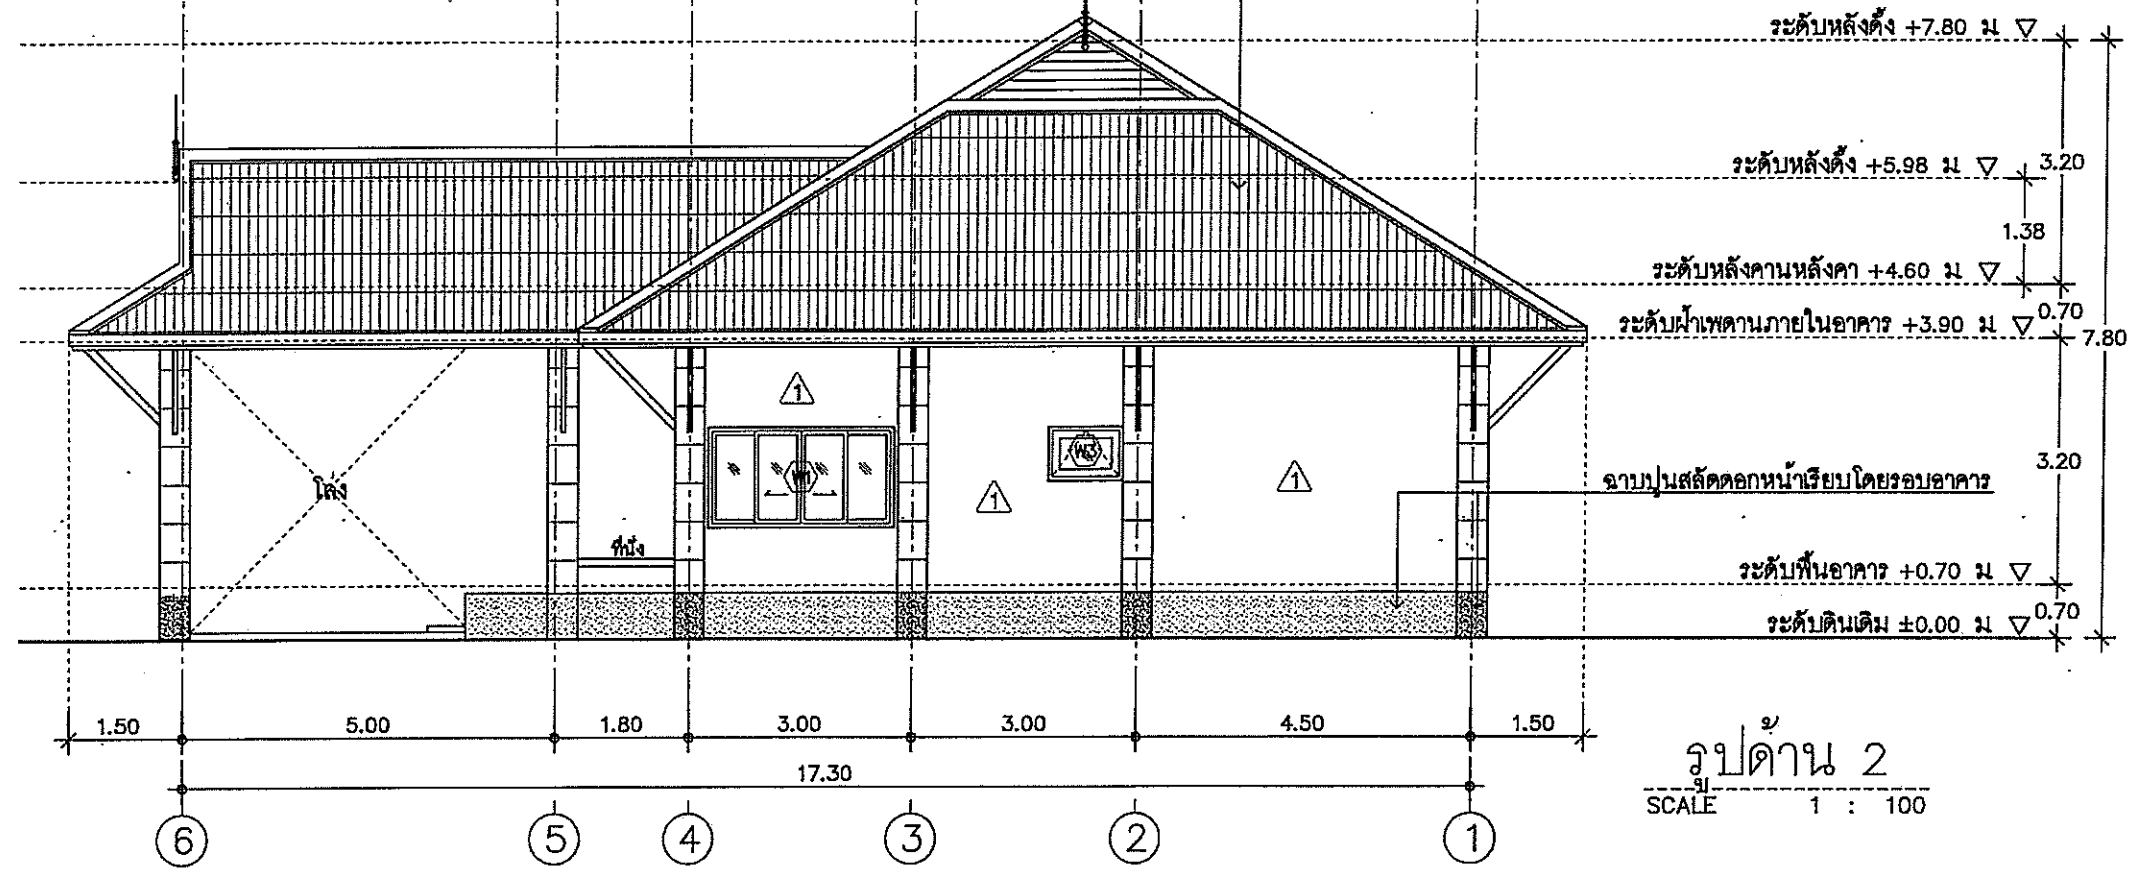 ระดับหลังดั้ง +7.80 ม
ระดับหลังดั้ง +5.98 ม
3.20
1.38
ระดับหลังคานหลังคา +4.60 ม
0.70
ระดับฝ้าเพดานภายในอาคาร +3.90 ม
7.80
1
W1
W3
1
1
โล่ง
3.20
ฉาบปูนสลัดดอกหน้าเรียบโดยรอบอาคาร
ที่นั่ง
ระดับพื้นอาคาร +0.70 ม
0.70
ระดับดินเดิม ±0.00 ม
1.50 5.00 1.80 3.00 3.00 4.50 1.50
17.30
รูปด้าน 2
SCALE 1 : 100
6 5 4 3 2 1